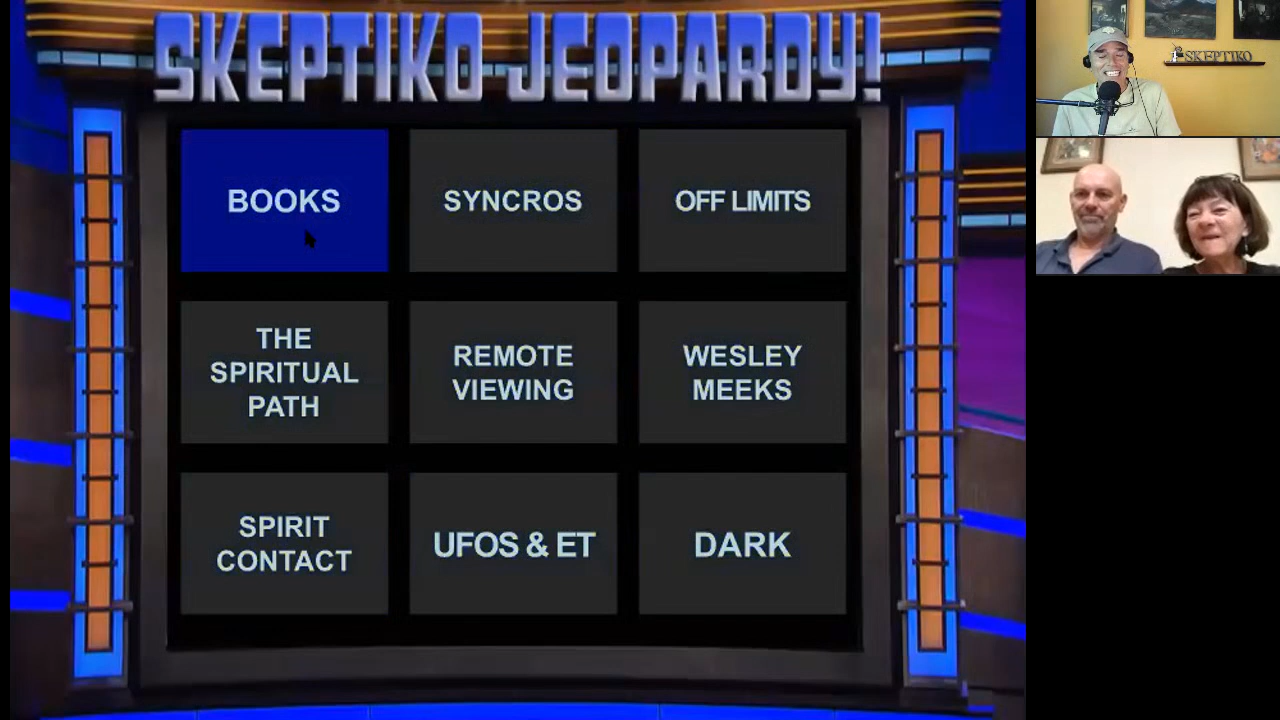 SKEPTIKO JEOPARDY!
BOOKS
SYNCROS
OFF LIMITS
THE
SPIRITUAL
PATH
REMOTE
VIEWING
WESLEY
MEEKS
SPIRIT
CONTACT
UFOS & ET
DARK
SKEPTIKO